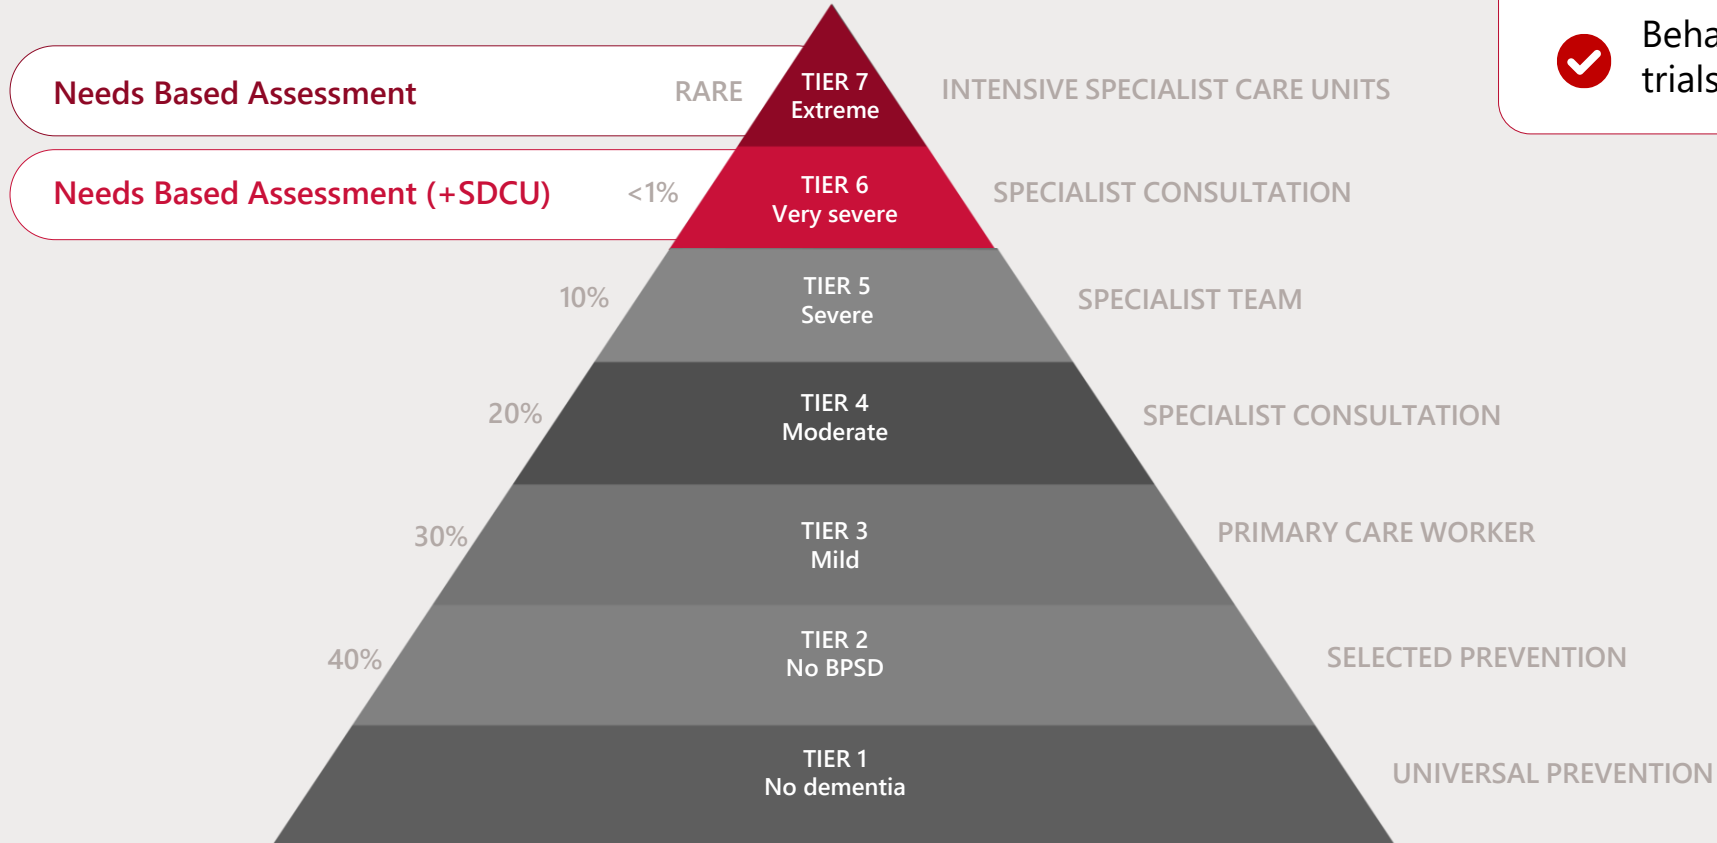 Needs Based Assessment
RARE
TIER 7
Extreme
INTENSIVE SPECIALIST CARE UNITS
Needs Based Assessment (+SDCU)
<1%
TIER 6
Very severe
SPECIALIST CONSULTATION
10%
TIER 5
Severe
SPECIALIST TEAM
20%
TIER 4
Moderate
SPECIALIST CONSULTATION
30%
TIER 3
Mild
PRIMARY CARE WORKER
40%
TIER 2
No BPSD
SELECTED PREVENTION
TIER 1
No dementia
UNIVERSAL PREVENTION
trials